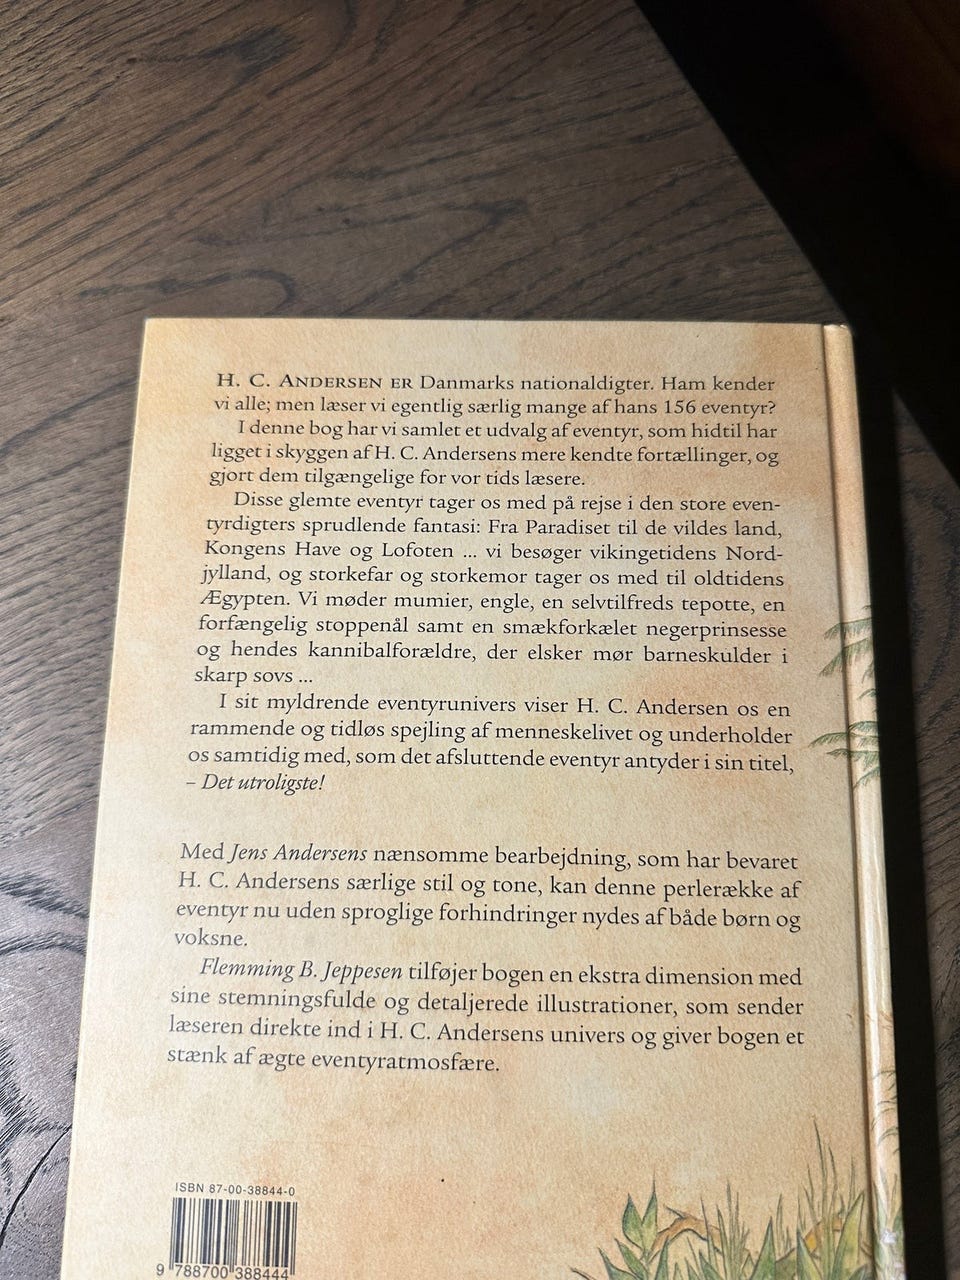 H. C. ANDERSEN ER Danmarks nationaldigter. Ham kender
vi alle; men læser vi egentlig særlig mange af hans 156 eventyr?
I denne bog har vi samlet et udvalg af eventyr, som hidtil har
ligget i skyggen af H. C. Andersens mere kendte fortællinger, og
gjort dem tilgængelige for vor tids læsere.
Disse glemte eventyr tager os med på rejse i den store even-
tyrdigters sprudlende fantasi: Fra Paradiset til de vildes land,
Kongens Have og Lofoten ... vi besøger vikingetidens Nord-
jylland, og storkefar og storkemor tager os med til oldtidens
Ægypten. Vi møder mumier, engle, en selvtilfreds tepotte, en
forfængelig stoppenål samt en smækforkælet negerprinsesse
og hendes kannibalforældre, der elsker mør barneskulder i
skarp sovs ...
I sit myldrende eventyrunivers viser H. C. Andersen os en
rammende og tidløs spejling af menneskelivet og underholder
os samtidig med, som det afsluttende eventyr antyder i sin titel,
– Det utroligste!
Med Jens Andersens nænsomme bearbejdning, som har bevaret
H. C. Andersens særlige stil og tone, kan denne perlerække af
eventyr nu uden sproglige forhindringer nydes af både børn og
voksne.
Flemming B. Jeppesen tilføjer bogen en ekstra dimension med
sine stemningsfulde og detaljerede illustrationer, som sender
læseren direkte ind i H. C. Andersens univers og giver bogen et
stænk af ægte eventyratmosfære.
ISBN 87-00-38844-0
9 788700 388444